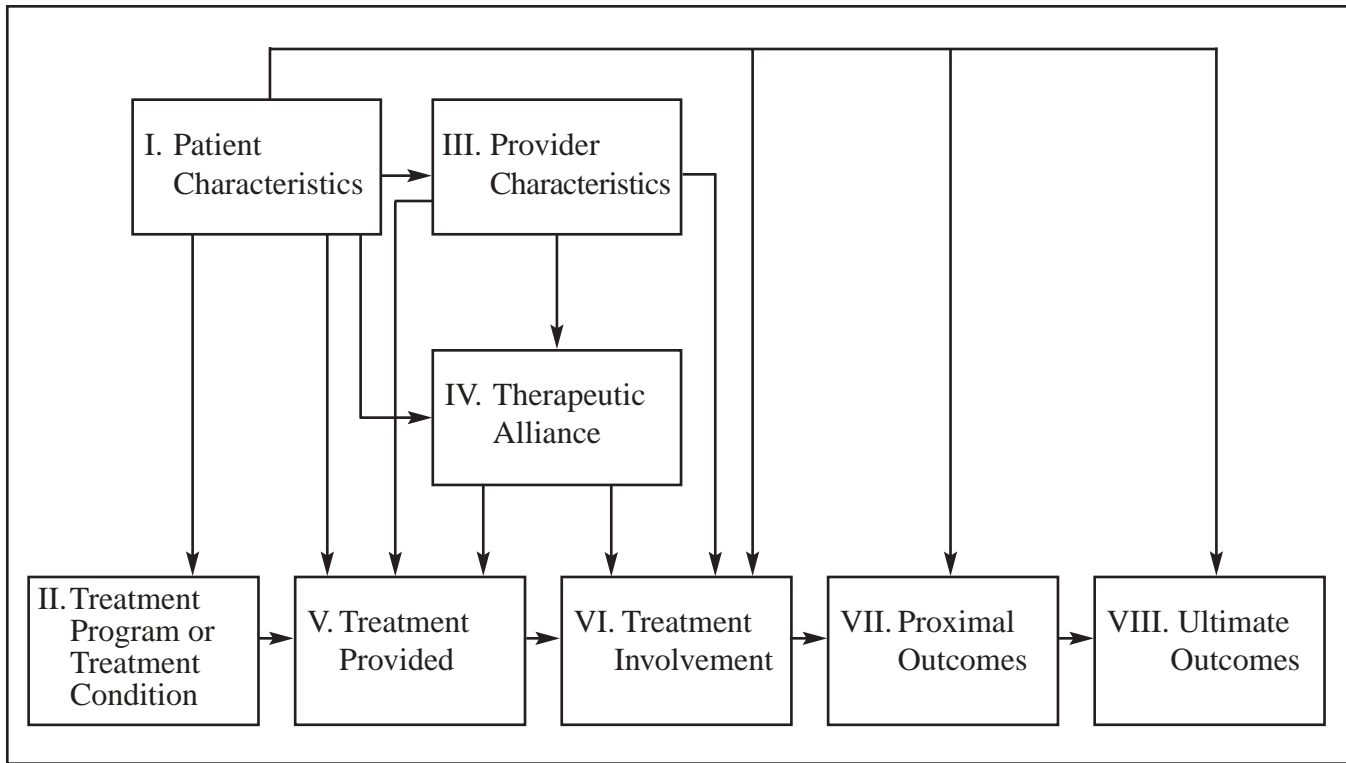 I. Patient
Characteristics
III. Provider
Characteristics
IV. Therapeutic
Alliance
II. Treatment
Program or
Treatment
Condition
V. Treatment
Provided
VI. Treatment
Involvement
VII. Proximal
Outcomes
VIII. Ultimate
Outcomes